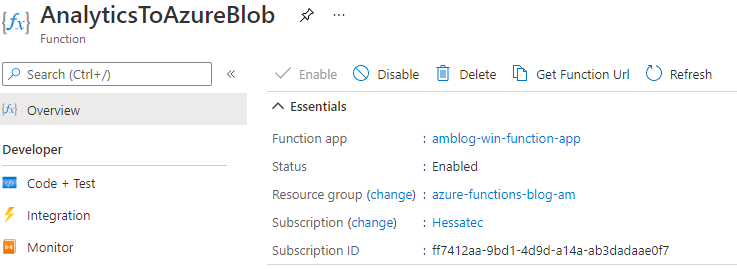 {fx}
AnalyticsToAzureBlob ...
Function
Search (Ctrl+/) «
Enable Disable Delete Get Function Url Refresh
{fx} Overview
Essentials
Function app : amblog-win-function-app
Developer
Status : Enabled
Code + Test
Resource group (change) : azure-functions-blog-am
Integration
Subscription (change) : Hessatec
Monitor
Subscription ID : ff7412aa-9bd1-4d9d-a14a-ab3dadaae0f7